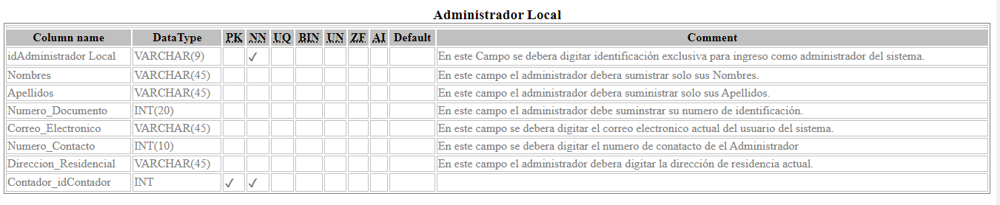 Administrador Local
Column name DataType PK NN UQ BIN UN ZF AI Default Comment
idAdministrador Local VARCHAR(9) ✓ En este Campo se debera digitar identificación exclusiva para ingreso como administrador del sistema.
Nombres VARCHAR(45) En este campo el administrador debera sumistrar solo sus Nombres.
Apellidos VARCHAR(45) En este campo el administrador debera suministrar solo sus Apellidos.
Numero_Documento INT(20) En este campo el administrador debe suminstrar su numero de identificación.
Correo_Electronico VARCHAR(45) En este campo se debera digitar el correo electronico actual del usuario del sistema.
Numero_Contacto INT(10) En este campo se debera digitar el numero de conatacto de el Administrador
Direccion_Residencial VARCHAR(45) En este campo el administrador debera digitar la dirección de residencia actual.
Contador_idContador INT ✓ ✓